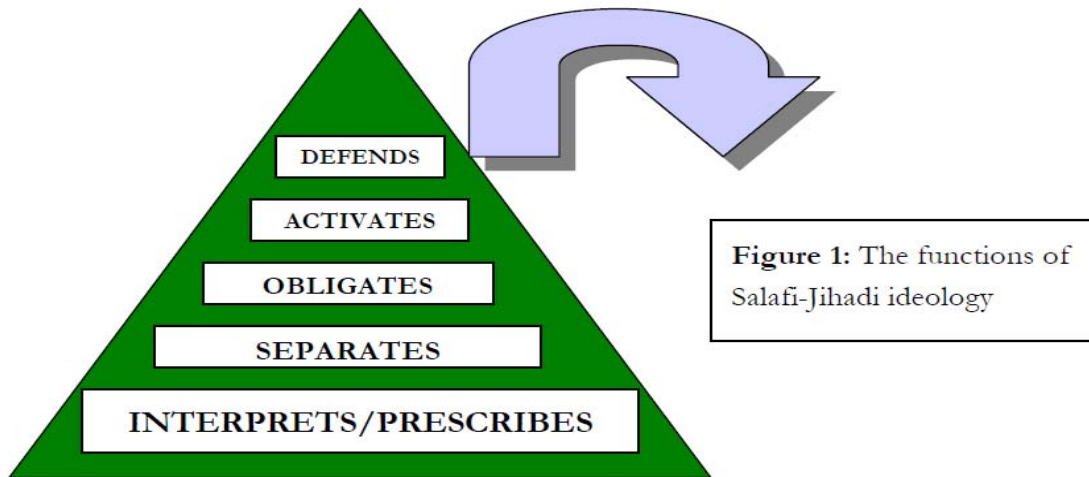 DEFENDS
ACTIVATES
OBLIGATES
SEPARATES
INTERPRETS/PRESCRIBES
Figure 1: The functions of
Salafi-Jihadi ideology